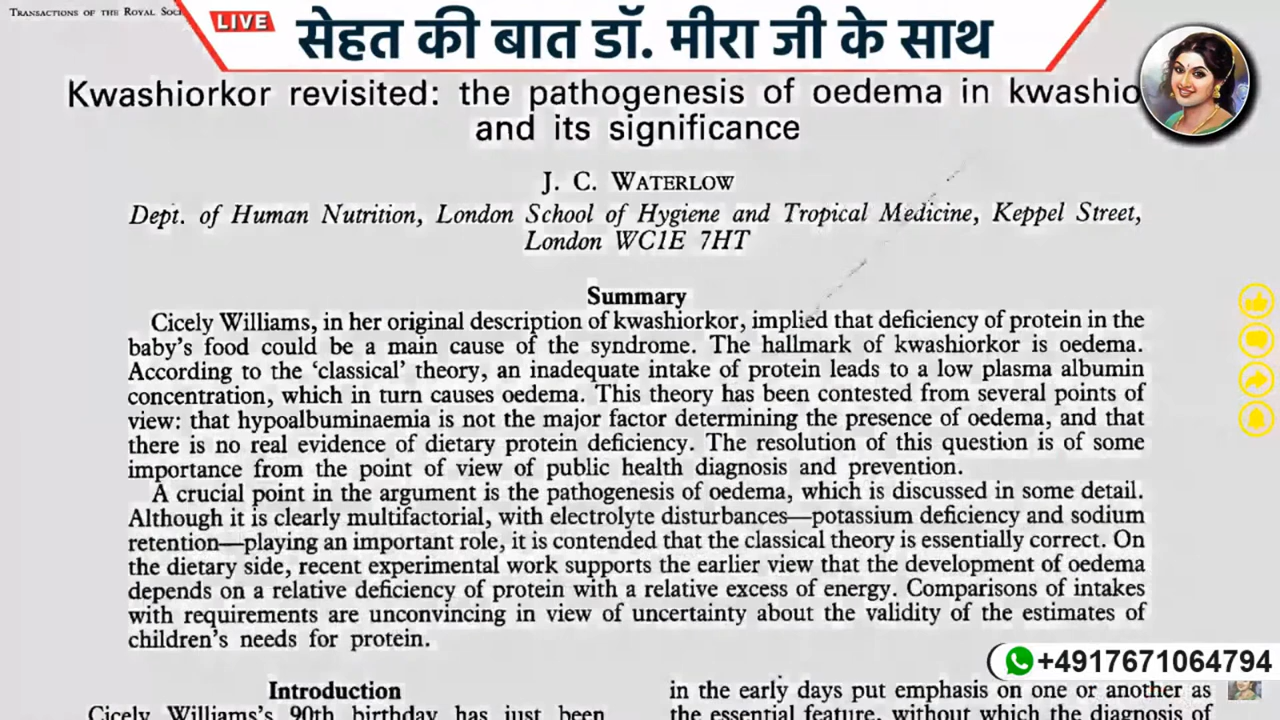 TRANSACTIONS OF THE ROYAL
LIVE
सेहत की बात डॉ. मीरा जी के साथ
Kwashiorkor revisited: the pathogenesis of oedema in kwashio
and its significance
J. C. WATERLOW
Dept. of Human Nutrition, London School of Hygiene and Tropical Medicine, Keppel Street,
London WC1E 7HT
Summary
Cicely Williams, in her original description of kwashiorkor, implied that deficiency of protein in the
baby's food could be a main cause of the syndrome. The hallmark of kwashiorkor is oedema.
According to the ‘classical’ theory, an inadequate intake of protein leads to a low plasma albumin
concentration, which in turn causes oedema. This theory has been contested from several points of
view: that hypoalbuminaemia is not the major factor determining the presence of oedema, and that
there is no real evidence of dietary protein deficiency. The resolution of this question is of some
importance from the point of view of public health diagnosis and prevention.
A crucial point in the argument is the pathogenesis of oedema, which is discussed in some detail.
Although it is clearly multifactorial, with electrolyte disturbances—potassium deficiency and sodium
retention—playing an important role, it is contended that the classical theory is essentially correct. On
the dietary side, recent experimental work supports the earlier view that the development of oedema
depends on a relative deficiency of protein with a relative excess of energy. Comparisons of intakes
with requirements are unconvincing in view of uncertainty about the validity of the estimates of
children's needs for protein.
+4917671064794
Introduction
Cicely Williams's 90th birthday has just been
in the early days put emphasis on one or another as
the essential feature, without which the diagnosis of